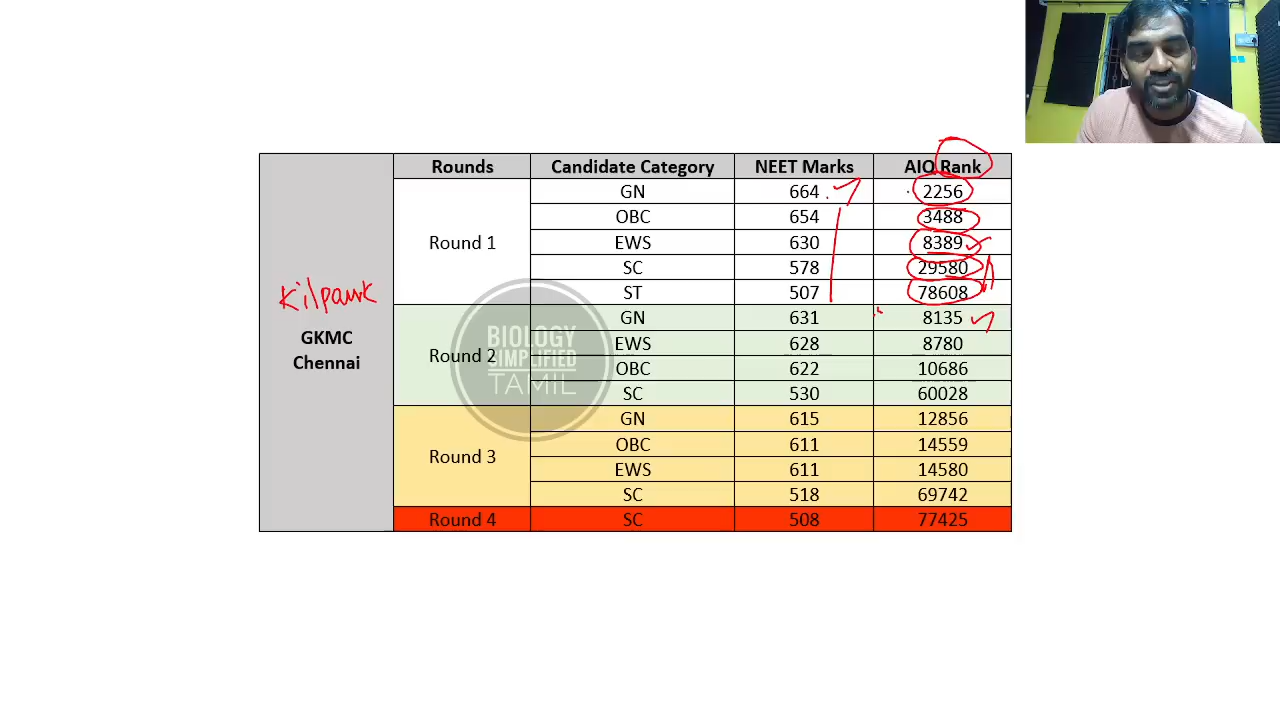 Rounds Candidate Category NEET Marks AIQ Rank
GN 664 2256
OBC 654 3488
Round 1 EWS 630 8389
SC 578 29580
Kilpauk
ST 507 78608
GKMC
Chennai
GN 631 8135
Round 2 EWS 628 8780
OBC 622 10686
SC 530 60028
BIOLOGY
SIMPLIFIED
TAMIL
GN 615 12856
OBC 611 14559
Round 3 EWS 611 14580
SC 518 69742
Round 4 SC 508 77425